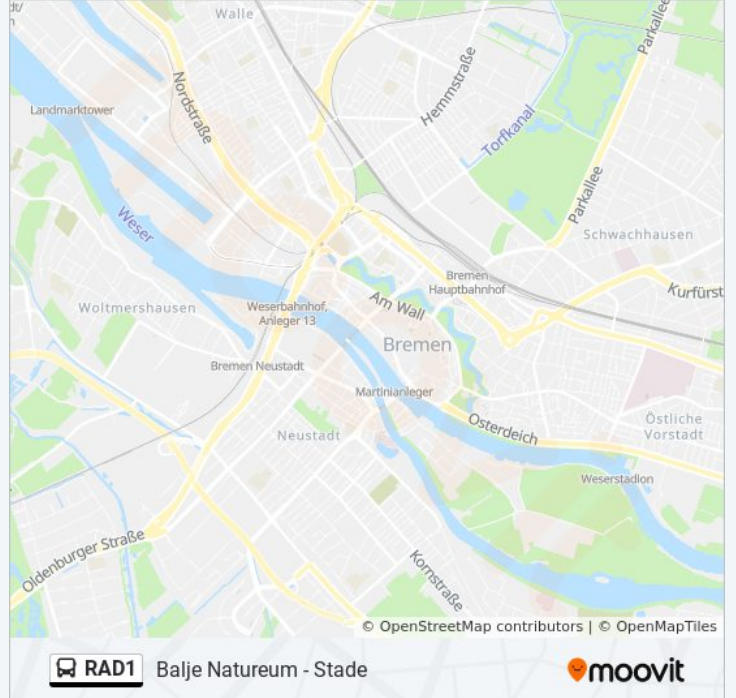 dt/
Walle
Parkallee
Hemmstraße
Nordstraße
Landmarktower
Torfkanal
Parkallee
Weser
Schwachhausen
Bremen
Hauptbahnhof
Kurfürst
Am Wall
Woltmershausen
Weserbahnhof,
Anleger 13
Bremen
Bremen Neustadt
Martinianleger
Osterdeich
Östliche
Vorstadt
Neustadt
Weserstadion
Oldenburger Straße
Kornstraße
© OpenStreetMap contributors | © OpenMapTiles
RAD1 Balje Natureum - Stade
moovit